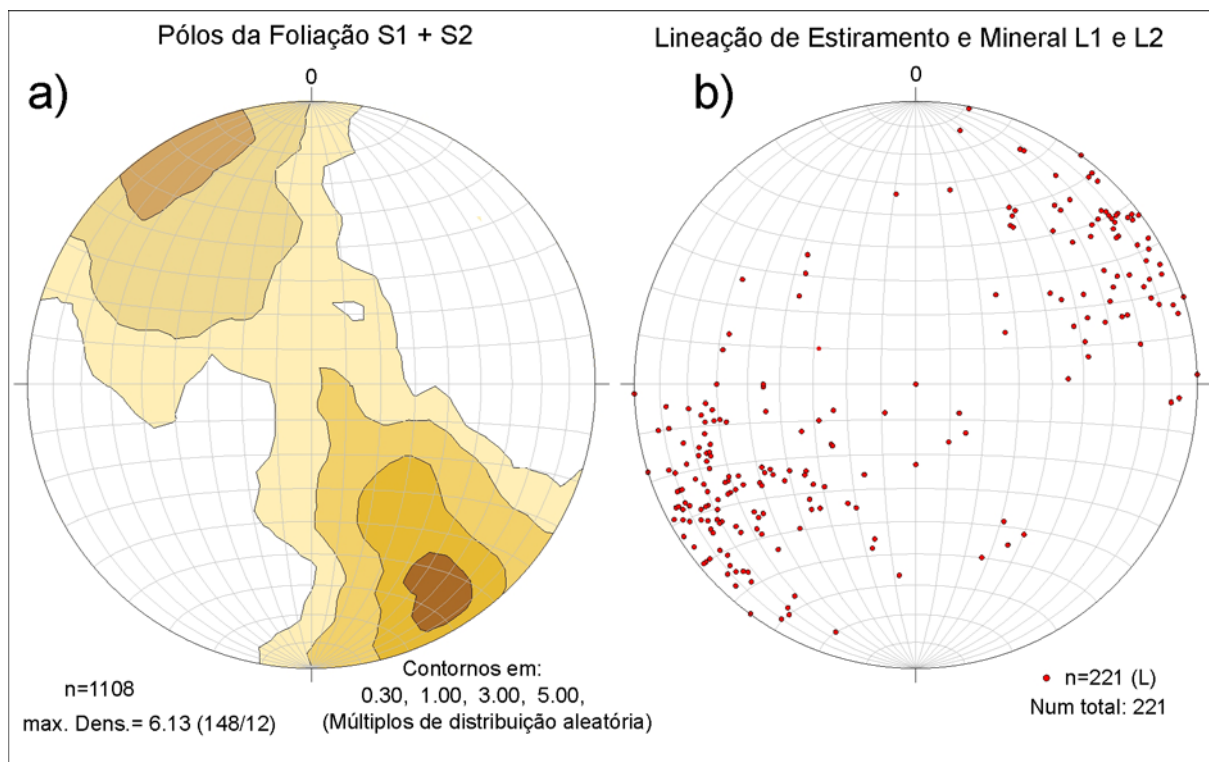 Pólos da Foliação S1 + S2
a)
0
n=1108
max. Dens.= 6.13 (148/12)
Contornos em:
0.30, 1.00, 3.00, 5.00,
(Múltiplos de distribuição aleatória)
Lineação de Estiramento e Mineral L1 e L2
b)
0
n=221 (L)
Num total: 221